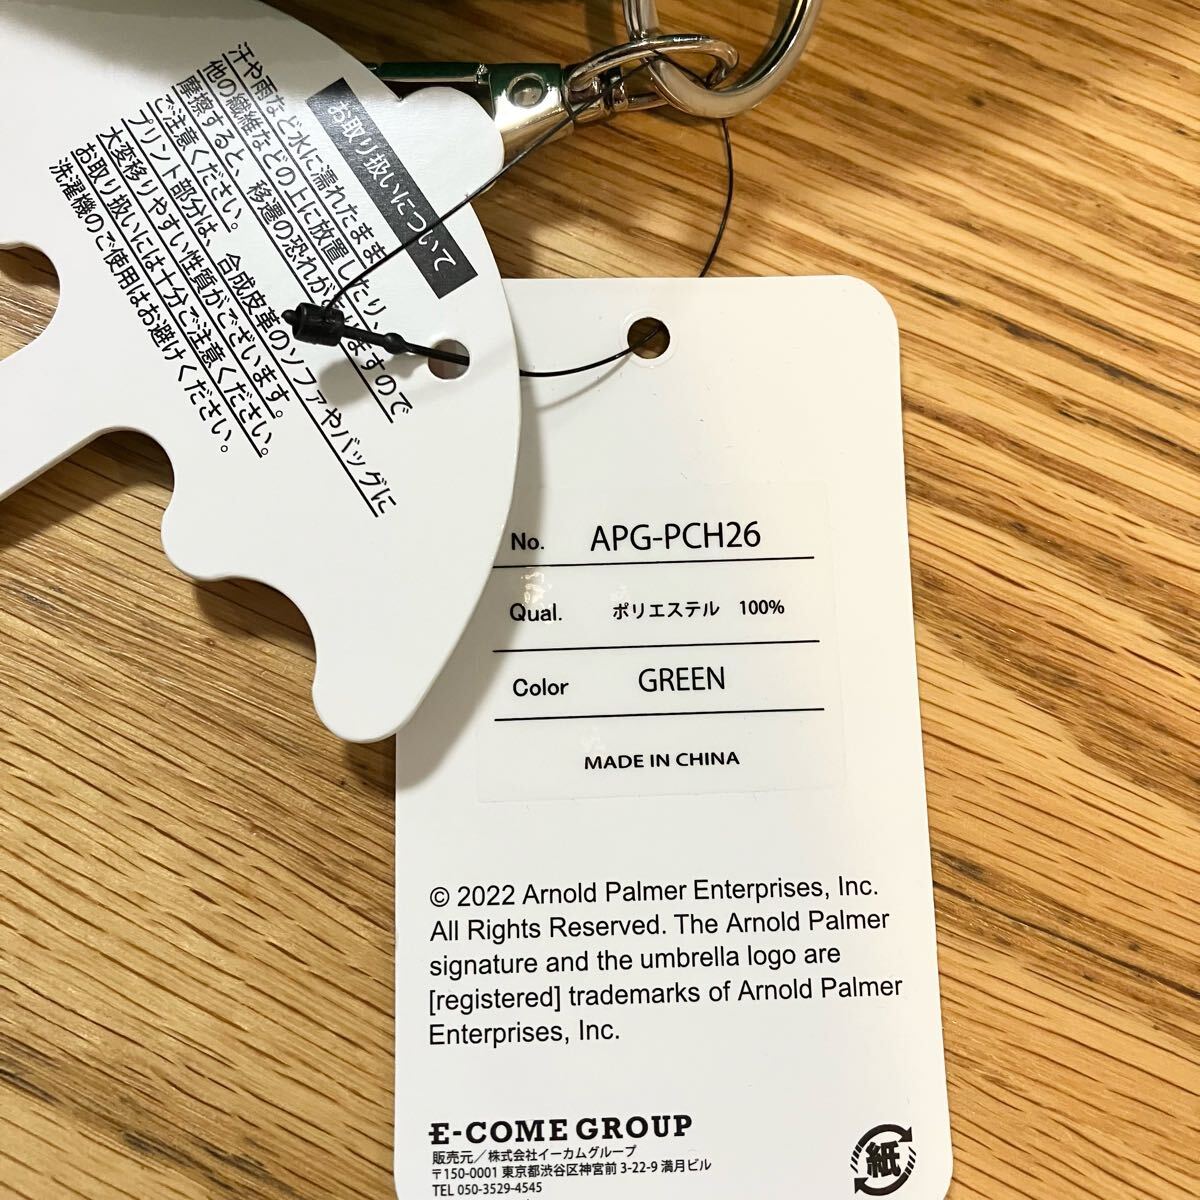 お取り扱いについて
汗や雨など水に濡れたまま
他の繊維などの上に放置したり、
摩擦すると、移遷の恐れが いますので
ご注意ください。
プリント部分は、合成皮革のソファやバッグに
大変移りやすい性質がございます。
お取り扱いには十分ご注意ください。
洗濯機のご使用はお避けください。
No. APG-PCH26
Qual. ポリエステル 100%
Color GREEN
MADE IN CHINA
© 2022 Arnold Palmer Enterprises, Inc.
All Rights Reserved. The Arnold Palmer
signature and the umbrella logo are
[registered] trademarks of Arnold Palmer
Enterprises, Inc.
E-COME GROUP
販売元／株式会社イーカムグループ
〒150-0001 東京都渋谷区神宮前 3-22-9 満月ビル
TEL 050-3529-4545
紙